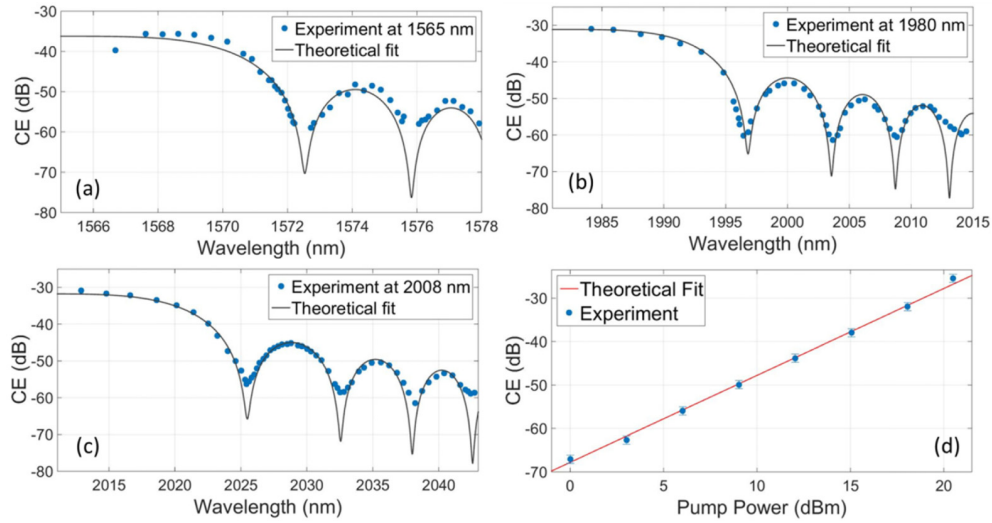 Experiment at 1565 nm
Theoretical fit
CE (dB)
-30
-40
-50
-60
-70
-80
(a)
1566 1568 1570 1572 1574 1576 1578
Wavelength (nm)
Experiment at 1980 nm
Theoretical fit
CE (dB)
-30
-40
-50
-60
-70
-80
(b)
1985 1990 1995 2000 2005 2010 2015
Wavelength (nm)
Experiment at 2008 nm
Theoretical fit
CE (dB)
-30
-40
-50
-60
-70
-80
(c)
2015 2020 2025 2030 2035 2040
Wavelength (nm)
Theoretical Fit
Experiment
CE (dB)
-30
-40
-50
-60
-70
(d)
0 5 10 15 20
Pump Power (dBm)